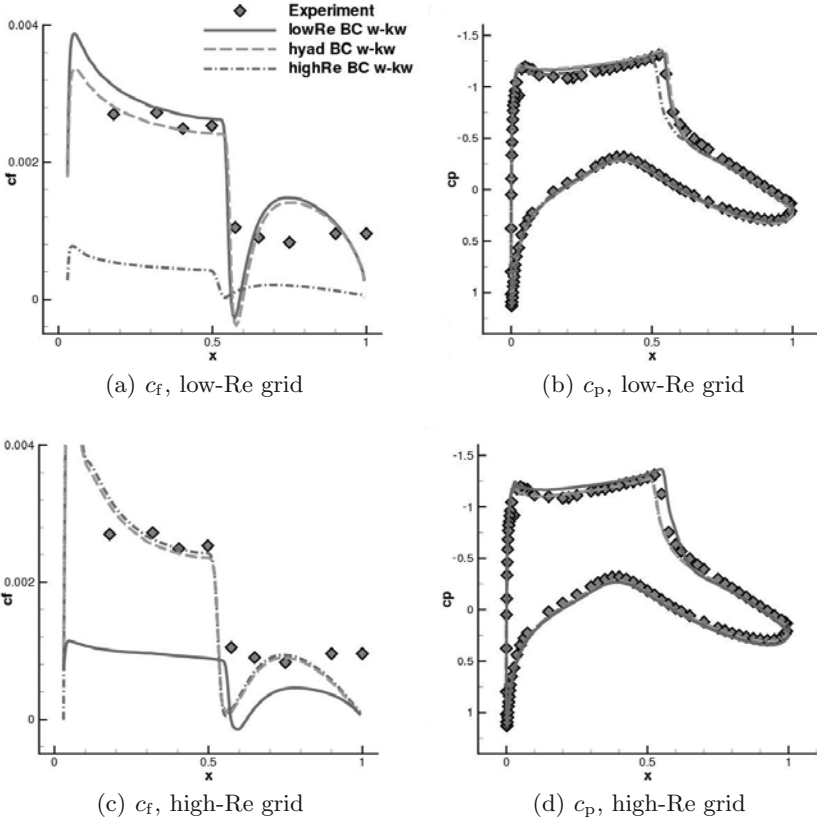 Experiment
lowRe BC w-kw
hyad BC w-kw
highRe BC w-kw
0.004
0.002
0
cf
0
0.5
1
x
(a) cf, low-Re grid
-1.5
-1
-0.5
0
0.5
1
cp
0
0.5
1
x
(b) cp, low-Re grid
0.004
0.002
0
cf
0
0.5
1
x
(c) cf, high-Re grid
-1.5
-1
-0.5
0
0.5
1
cp
0
0.5
1
x
(d) cp, high-Re grid